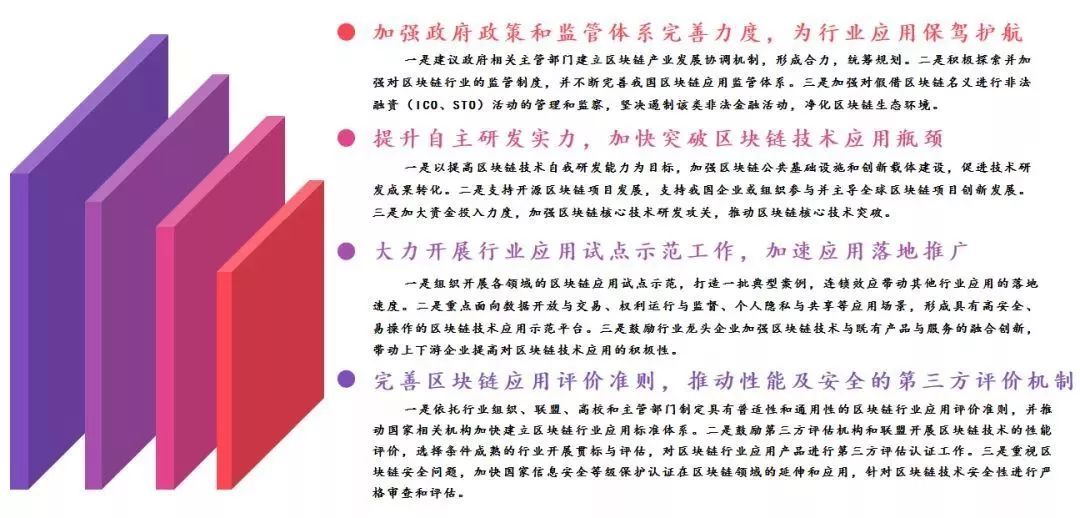 加强政府政策和监管体系完善力度，为行业应用保驾护航
一是建议政府相关主管部门建立区块链产业发展协调机制，形成合力，统筹规划。二是积极探索并加
强对区块链行业的监管制度，并不断完善我国区块链应用监管体系。三是加强对假借区块链名义进行非法
融资（ICO、STO）活动的管理和监察，坚决遏制该类非法金融活动，净化区块链生态环境。
提升自主研发实力，加快突破区块链技术应用瓶颈
一是以提高区块链技术自我研发能力为目标，加强区块链公共基础设施和创新载体建设，促进技术研
发成果转化。二是支持开源区块链项目发展，支持我国企业或组织参与并主导全球区块链项目创新发展。
三是加大资金投入力度，加强区块链核心技术研发攻关，推动区块链核心技术突破。
大力开展行业应用试点示范工作，加速应用落地推广
一是组织开展各领域的区块链应用试点示范，打造一批典型案例，连锁效应带动其他行业应用的落地
速度。二是重点面向数据开放与交易、权利运行与监督、个人隐私与共享等应用场景，形成具有高安全、
易操作的区块链技术应用示范平台。三是鼓励行业龙头企业加强区块链技术与既有产品与服务的融合创新，
带动上下游企业提高对区块链技术应用的积极性。
完善区块链应用评价准则，推动性能及安全的第三方评价机制
一是依托行业组织、联盟、高校和主管部门制定具有普适性和通用性的区块链行业应用评价准则，并推
动国家相关机构加快建立区块链行业应用标准体系。二是鼓励第三方评估机构和联盟开展区块链技术的性能
评价，选择条件成熟的行业开展贯标与评估，对区块链行业应用产品进行第三方评估认证工作。三是重视区
块链安全问题，加快国家信息安全等级保护认证在区块链领域的延伸和应用，针对区块链技术安全性进行严
格审查和评估。